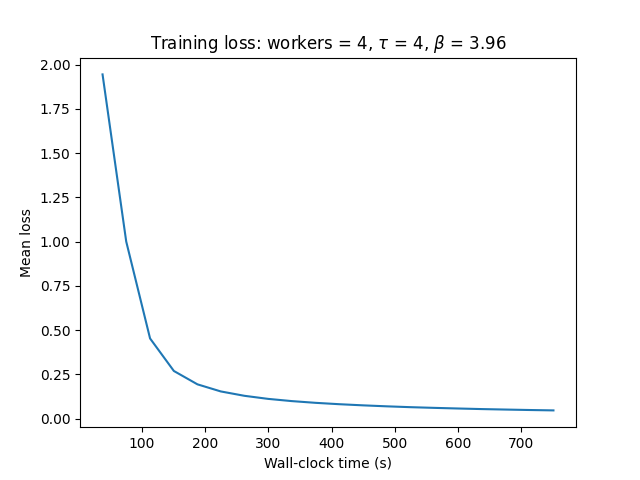 Training loss: workers = 4, τ = 4, β = 3.96
2.00
1.75
1.50
1.25
1.00
0.75
0.50
0.25
0.00
Mean loss
100 200 300 400 500 600 700
Wall-clock time (s)